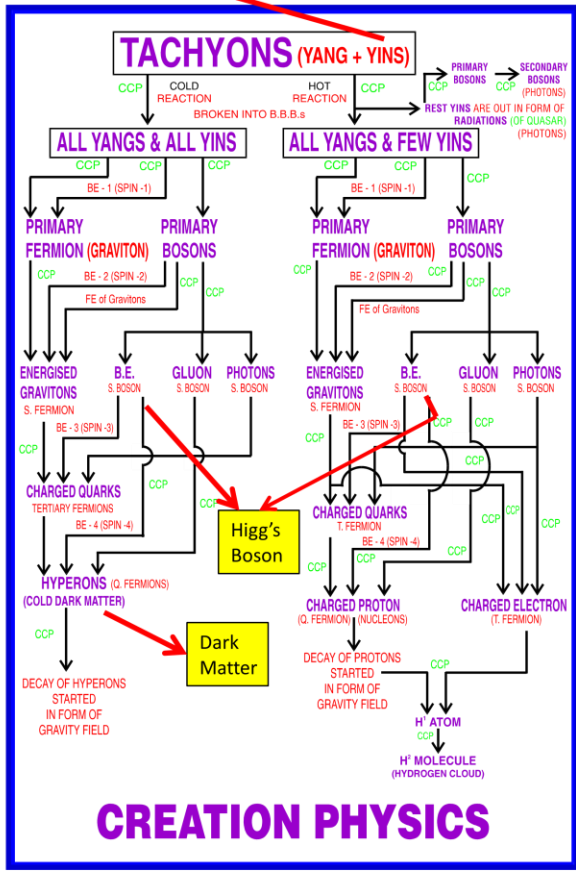 TACHYONS (YANG + YINS)
CCP
COLD
REACTION
HOT
REACTION
BROKEN INTO B.B.B.s
CCP
PRIMARY
BOSONS
CCP
SECONDARY
BOSONS
(PHOTONS)
REST YINS ARE OUT IN FORM OF
RADIATIONS (OF QUASAR)
(PHOTONS)
ALL YANGS & ALL YINS
CCP CCP CCP
BE - 1 (SPIN -1)
PRIMARY
FERMION (GRAVITON)
PRIMARY
BOSONS
CCP
BE - 2 (SPIN -2)
CCP
FE of Gravitons
CCP
ENERGISED
GRAVITONS
S. FERMION
B.E.
S. BOSON
GLUON
S. BOSON
PHOTONS
S. BOSON
CCP
BE - 3 (SPIN -3)
CCP
CHARGED QUARKS
TERTIARY FERMIONS
CCP
CCP
BE - 4 (SPIN -4)
CCP
HYPERONS (Q. FERMIONS)
(COLD DARK MATTER)
CCP
DECAY OF HYPERONS
STARTED
IN FORM OF
GRAVITY FIELD
Higg's
Boson
Dark
Matter
ALL YANGS & FEW YINS
CCP CCP
CCP
BE - 1 (SPIN -1)
PRIMARY
FERMION (GRAVITON)
PRIMARY
BOSONS
CCP
BE - 2 (SPIN -2)
CCP
FE of Gravitons
CCP
ENERGISED
GRAVITONS
S. FERMION
B.E.
S. BOSON
GLUON
S. BOSON
PHOTONS
S. BOSON
CCP
CCP
BE - 3 (SPIN -3)
CCP
CHARGED QUARKS
T. FERMION
CCP
CCP
CCP
BE - 4 (SPIN -4)
CCP
CCP
CCP
CHARGED PROTON
(Q. FERMION) (NUCLEONS)
CHARGED ELECTRON
(T. FERMION)
DECAY OF PROTONS
STARTED
IN FORM OF
GRAVITY FIELD
CCP
H¹ ATOM
CCP
H² MOLECULE
(HYDROGEN CLOUD)
CREATION PHYSICS